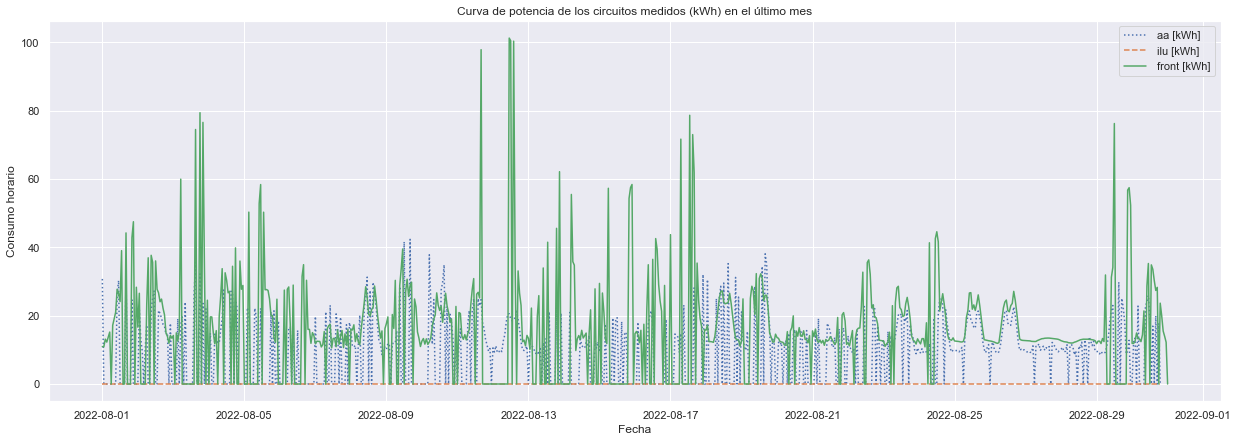 Curva de potencia de los circuitos medidos (kWh) en el último mes
aa [kWh]
ilu [kWh]
front [kWh]
Consumo horario
100
80
60
40
20
0
2022-08-01
2022-08-05
2022-08-09
2022-08-13
2022-08-17
2022-08-21
2022-08-25
2022-08-29
2022-09-01
Fecha